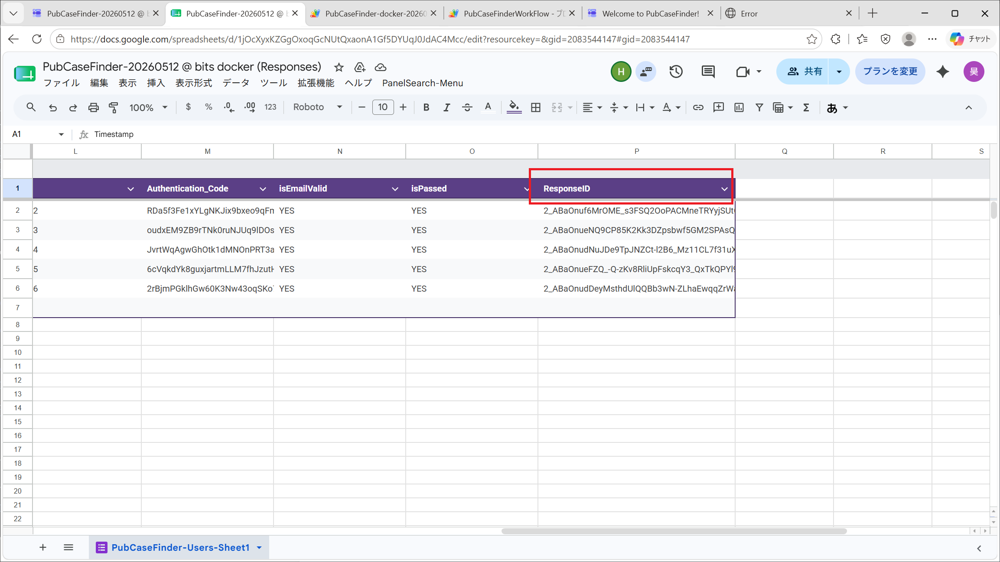 PubCaseFinder-20260512 @
PubCaseFinder-20260512 @
PubCaseFinder-docker-20260
PubCaseFinderWorkFlow - プロ
Welcome to PubCaseFinder!
Error
https://docs.google.com/spreadsheets/d/1jOcXyxKZGgOxoqGcNUtQxaonA1Gf5DYUqJ0JdAC4Mcc/edit?resourcekey=&gid=2083544147#gid=2083544147
チャット
PubCaseFinder-20260512 @ bits docker (Responses)
ファイル 編集 表示 挿入 表示形式 データ ツール 拡張機能 ヘルプ PanelSearch-Menu
H
共有
プランを変更
昊
100% $ % .0 .00 123 Roboto 10 B I A あ
A1 Timestamp
L M N O P Q R S
1 Authentication_Code isEmailValid isPassed ResponseID
2 2 RDa5f3Fe1xYLgNKJix9bxeo9qFm YES YES 2_ABaOnuf6MrOME_s3FSQ2OoPACMneTRYyjSUt
3 3 oudxEM9ZB9rTNk0ruNJUq9lDOs YES YES 2_ABaOnueNQ9CP85K2Kk3DZpsbwf5GM2SPAsQ
4 4 JvrtWqAgwGhOtk1dMNOnPRT3a YES YES 2_ABaOnudNuJDe9TpJNZCt-l2B6_Mz11CL7f31uX
5 5 6cVqkdYk8guxjartmLLM7fhJzutH YES YES 2_ABaOnueFZQ_-Q-zKv8RliUpFskcqY3_QxTkQPYl9
6 6 2rBjmPGklhGw60K3Nw43oqSKo YES YES 2_ABaOnudDeyMsthdUlQQBb3wN-ZLhaEwqqZrWa
7
8
9
10
11
12
13
14
15
16
17
18
19
20
21
22
PubCaseFinder-Users-Sheet1